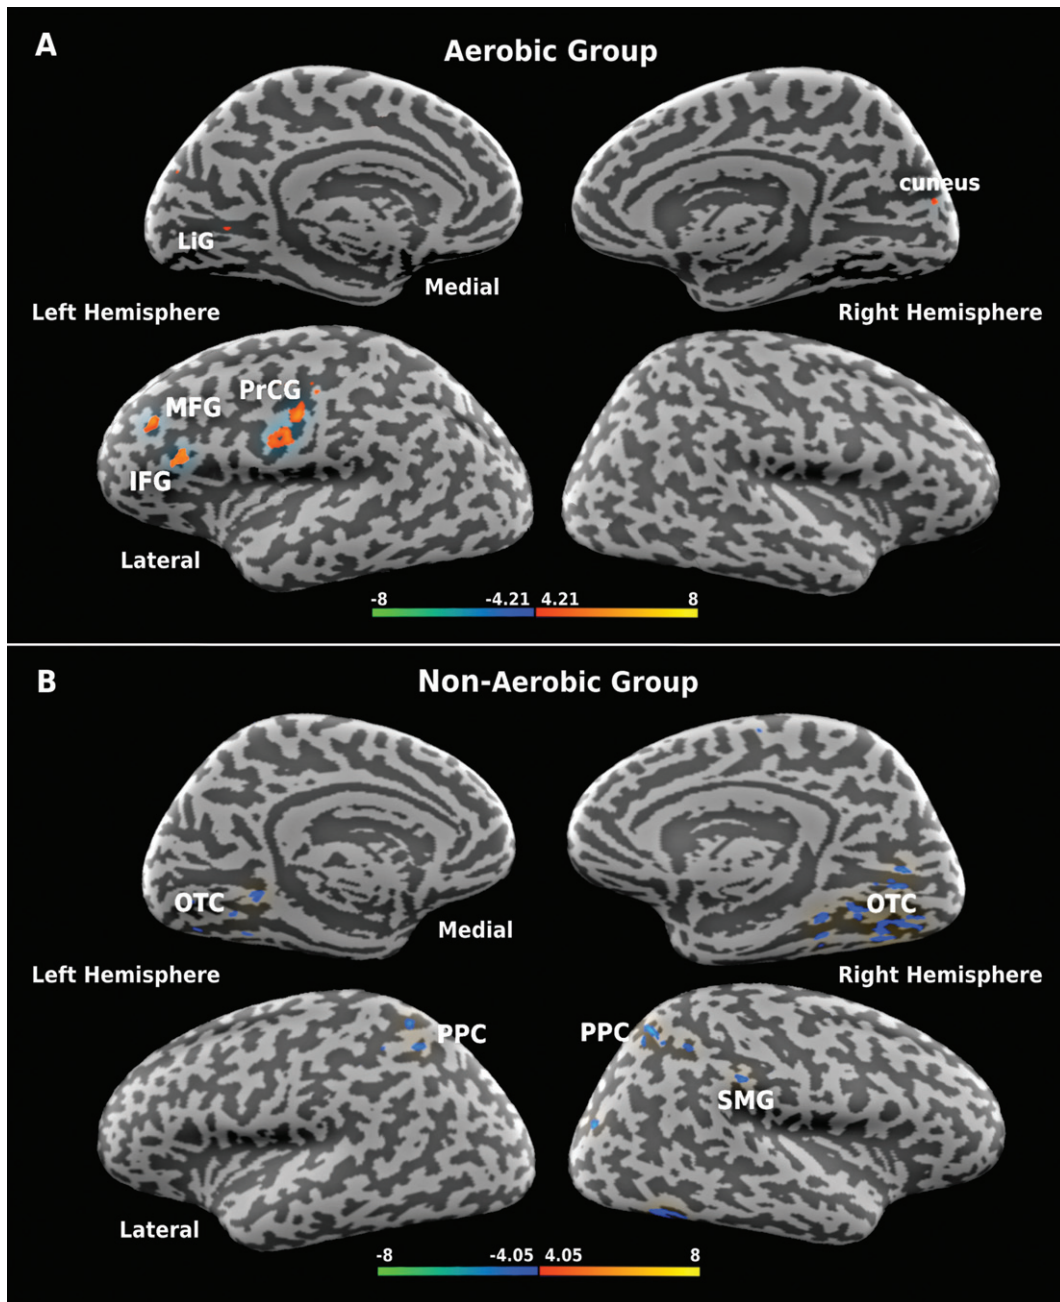 A
Aerobic Group
cuneus
LiG
Medial
Left Hemisphere
Right Hemisphere
PrCG
MFG
IFG
Lateral
-8 -4.21 4.21 8
B
Non-Aerobic Group
OTC
OTC
Medial
Left Hemisphere
Right Hemisphere
PPC
PPC
SMG
Lateral
-8 -4.05 4.05 8